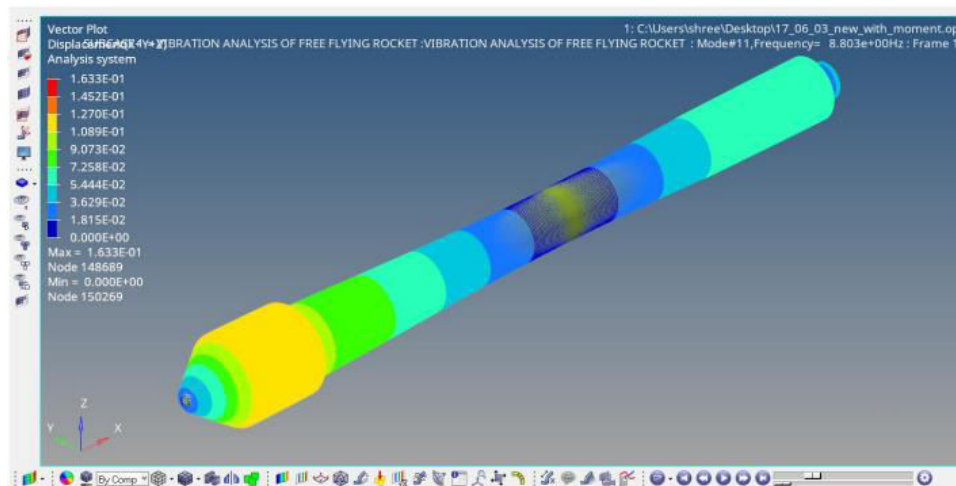 Vector Plot
1: C:\Users\shree\Desktop\17_06_03_new_with_moment.op
VIBRATION ANALYSIS OF FREE FLYING ROCKET :VIBRATION ANALYSIS OF FREE FLYING ROCKET : Mode#11,Frequency= 8.803e+00Hz : Frame 1
Analysis system
1.633E-01
1.452E-01
1.270E-01
1.089E-01
9.073E-02
7.258E-02
5.444E-02
3.629E-02
1.815E-02
0.000E+00
Max = 1.633E-01
Node 148689
Min = 0.000E+00
Node 150269
Z
Y
X
By Comp